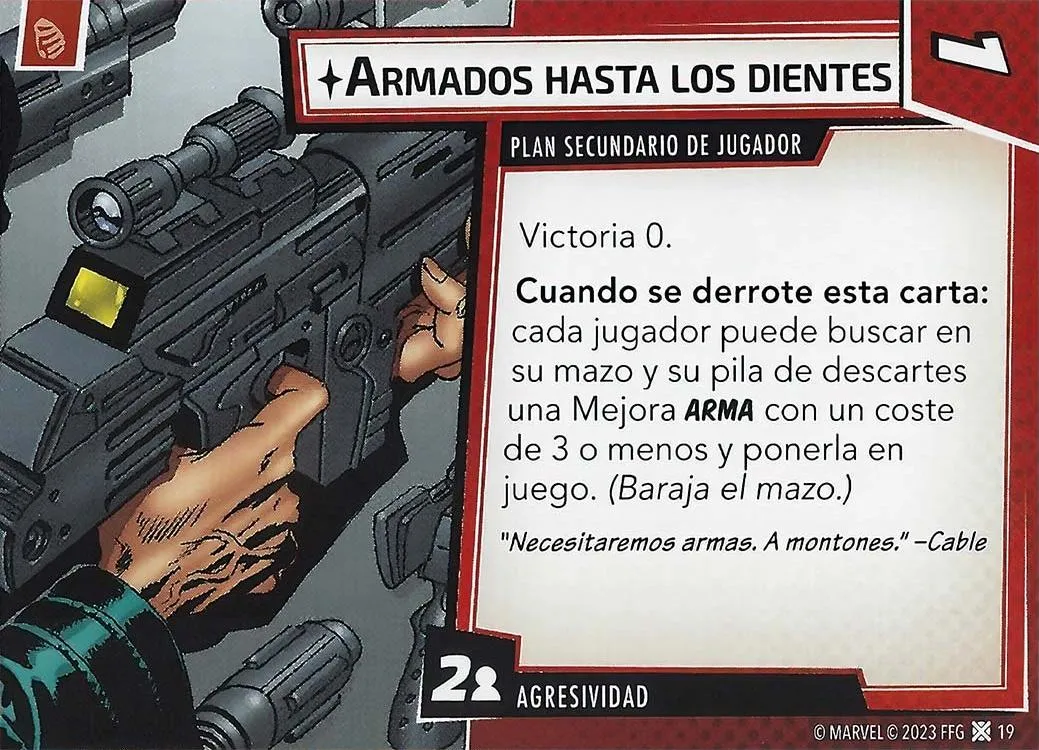 ARMADOS HASTA LOS DIENTES
1
PLAN SECUNDARIO DE JUGADOR
Victoria 0.
Cuando se derrote esta carta:
cada jugador puede buscar en
su mazo y su pila de descartes
una Mejora ARMA con un coste
de 3 o menos y ponerla en
juego. (Baraja el mazo.)
"Necesitaremos armas. A montones." –Cable
2
AGRESIVIDAD
© MARVEL © 2023 FFG 19